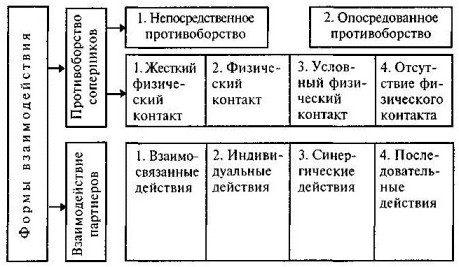 Формы взаимодействия
Противоборство
соперников
1. Непосредственное
противоборство
2. Опосредованное
противоборство
1. Жесткий
физиче-
ский
контакт
2. Физиче-
ский
контакт
3. Услов-
ный физи-
ческий
контакт
4. Отсут-
ствие фи-
зического
контакта
Взаимодействие
партнеров
1. Взаимо-
связанные
действия
2. Индиви-
дуальные
действия
3. Синер-
гические
действия
4. После-
дователь-
ные
действия